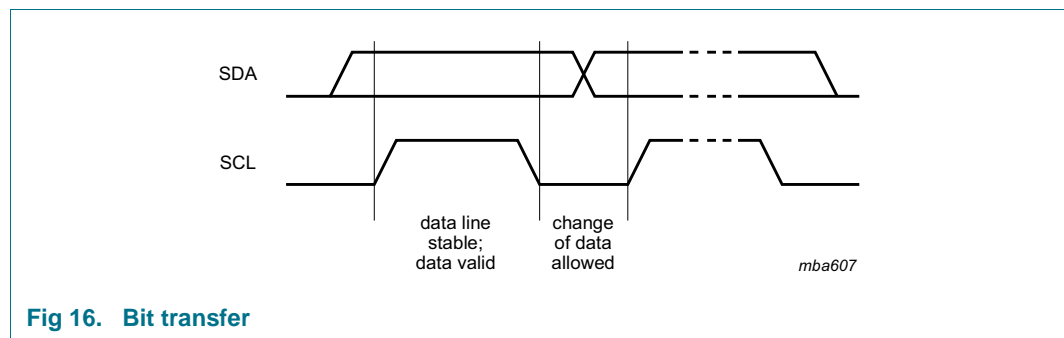 SDA
SCL
data line
stable;
data valid
change
of data
allowed
mba607
Fig 16. Bit transfer